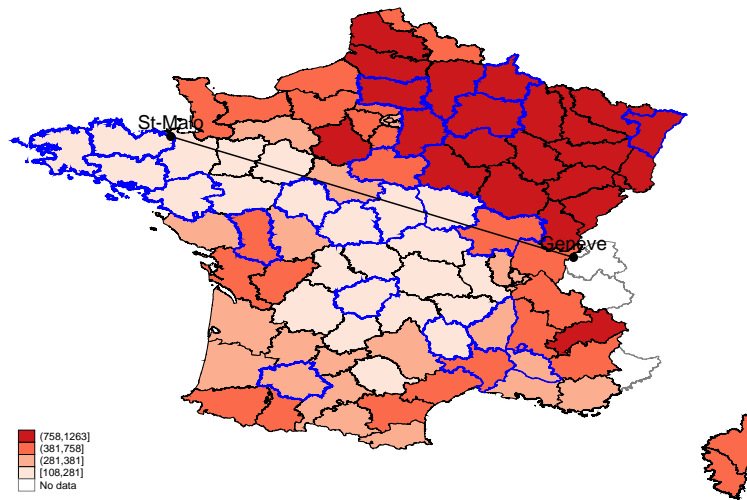 St-Malo
Genève
(758,1263]
(381,758]
(281,381]
[108,281]
No data